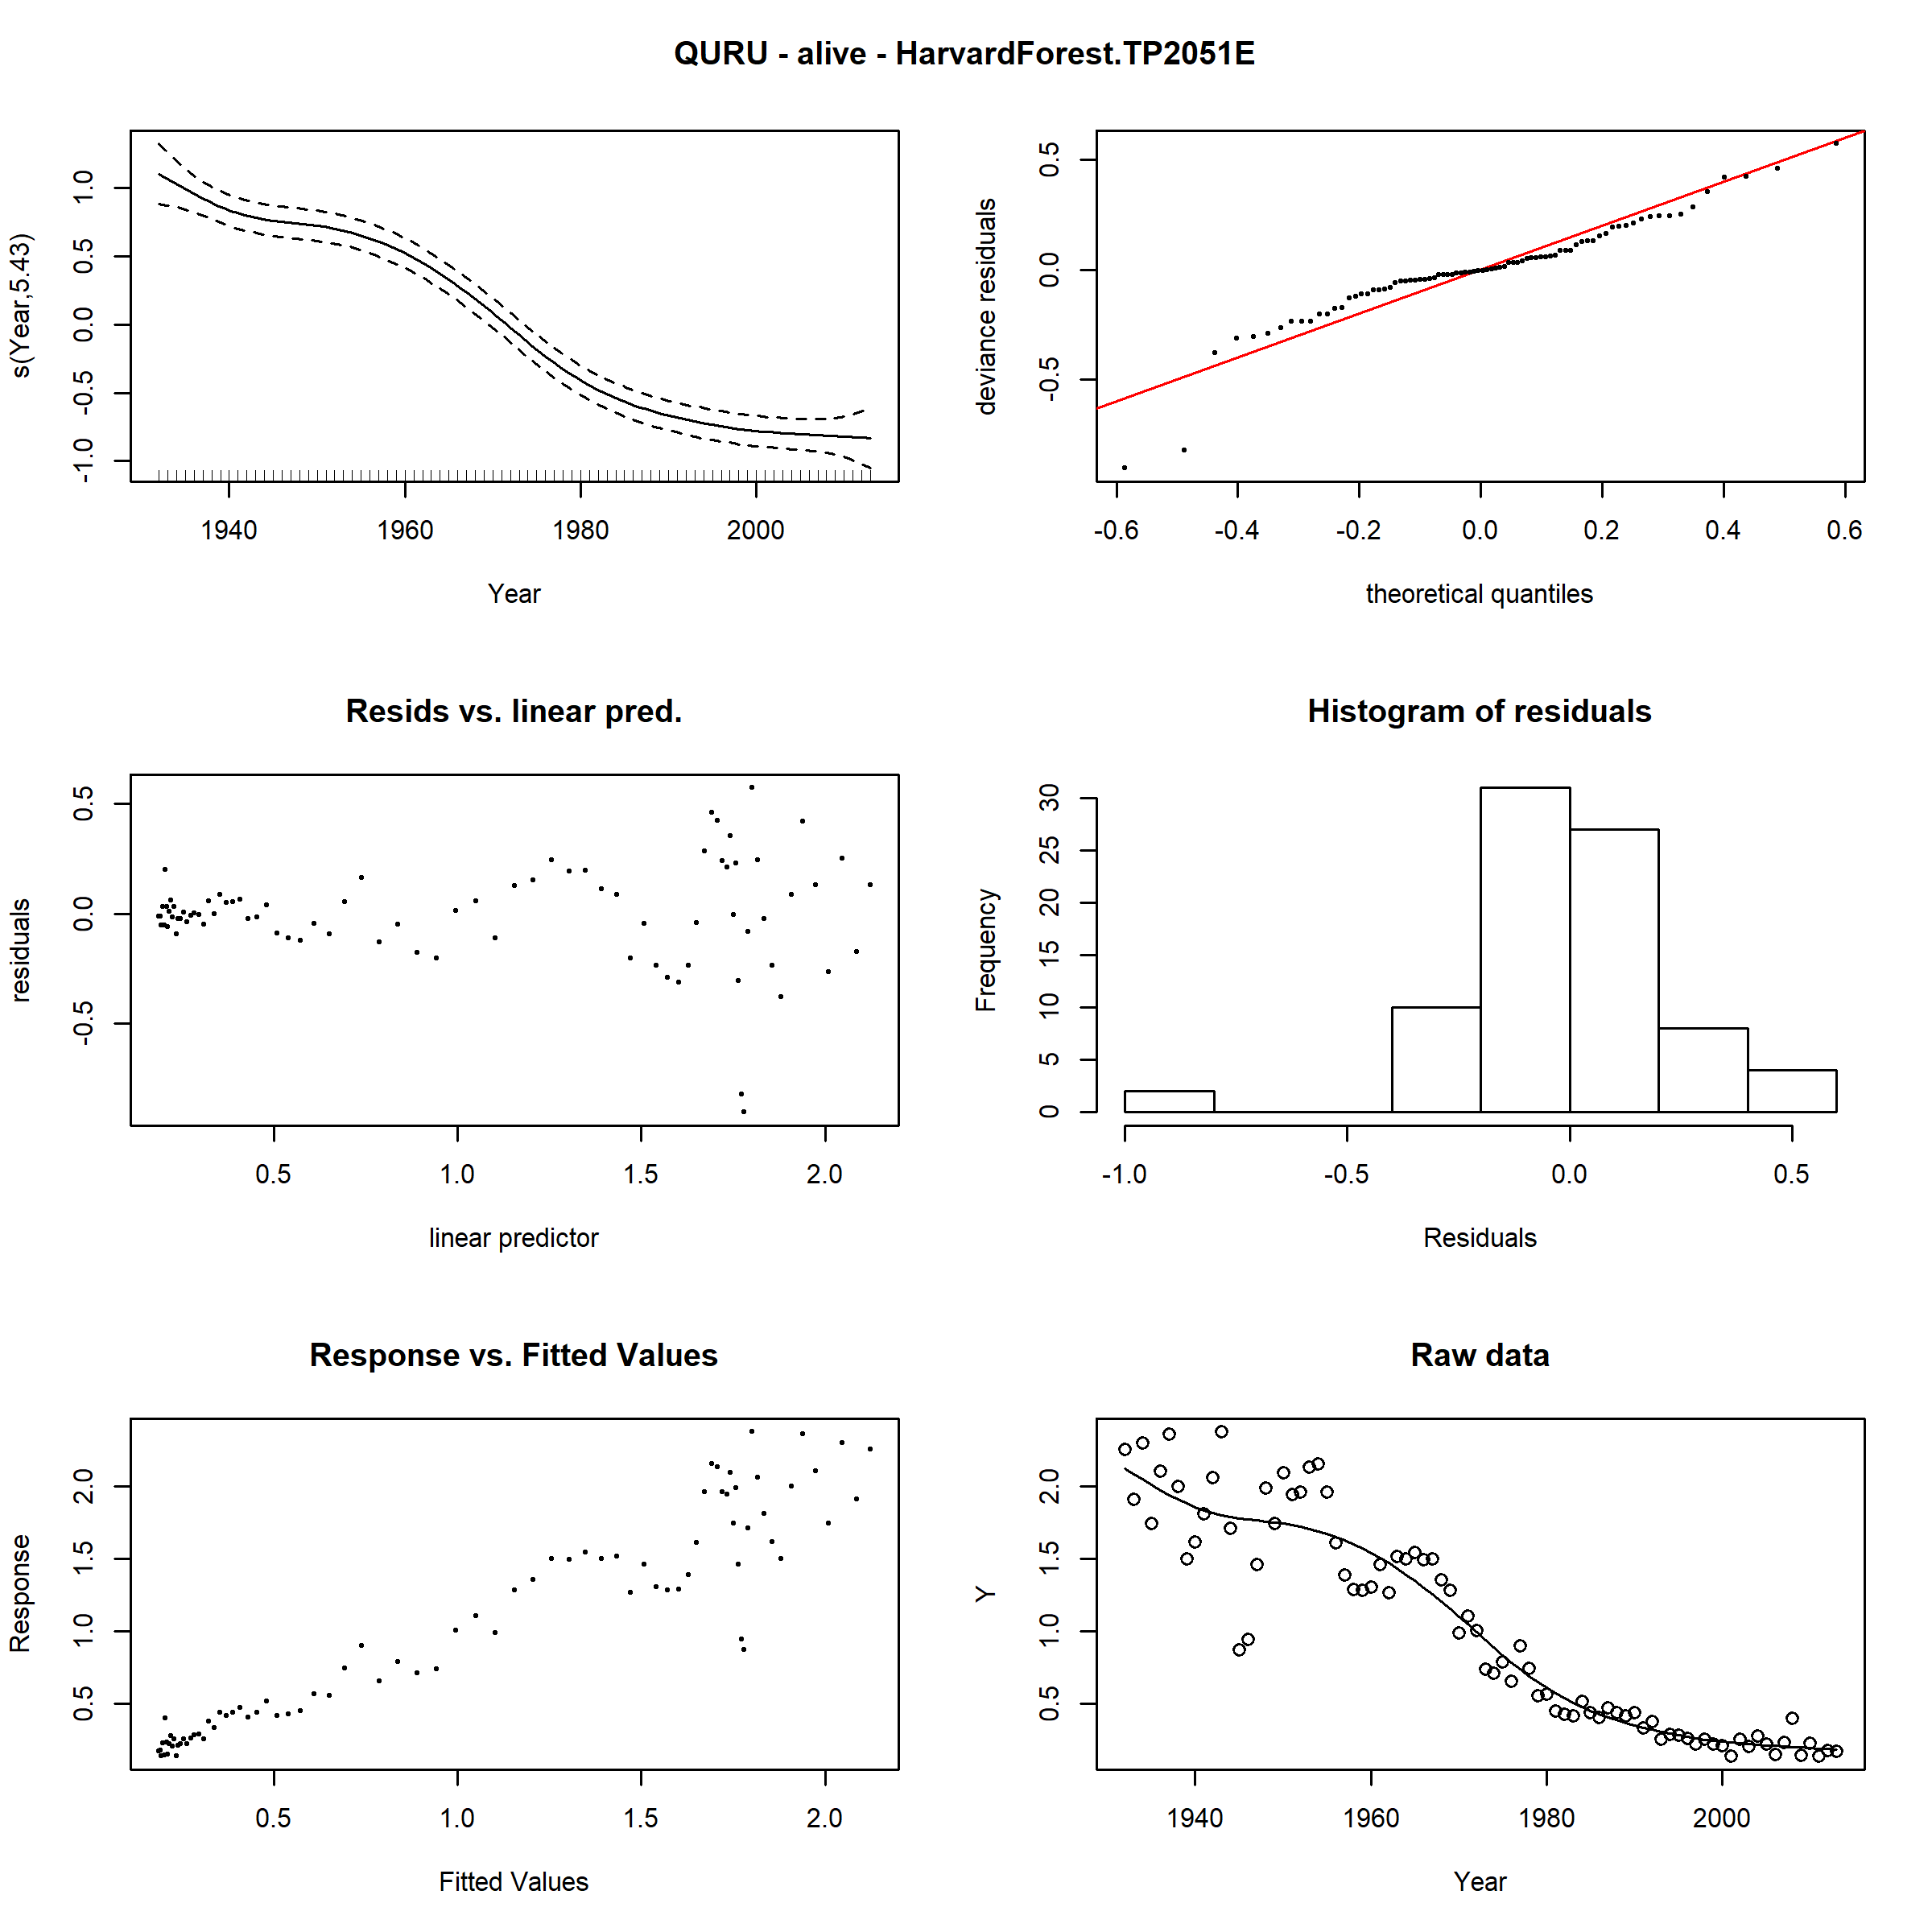 QURU - alive - HarvardForest.TP2051E
s(Year,5.43)
1.0
0.5
0.0
-0.5
-1.0
1940 1960 1980 2000
Year
deviance residuals
0.5
0.0
-0.5
-0.6 -0.4 -0.2 0.0 0.2 0.4 0.6
theoretical quantiles
Resids vs. linear pred.
residuals
0.5
0.0
-0.5
0.5 1.0 1.5 2.0
linear predictor
Histogram of residuals
Frequency
30
25
20
15
10
5
0
-1.0 -0.5 0.0 0.5
Residuals
Response vs. Fitted Values
Response
2.0
1.5
1.0
0.5
0.5 1.0 1.5 2.0
Fitted Values
Raw data
Y
2.0
1.5
1.0
0.5
1940 1960 1980 2000
Year